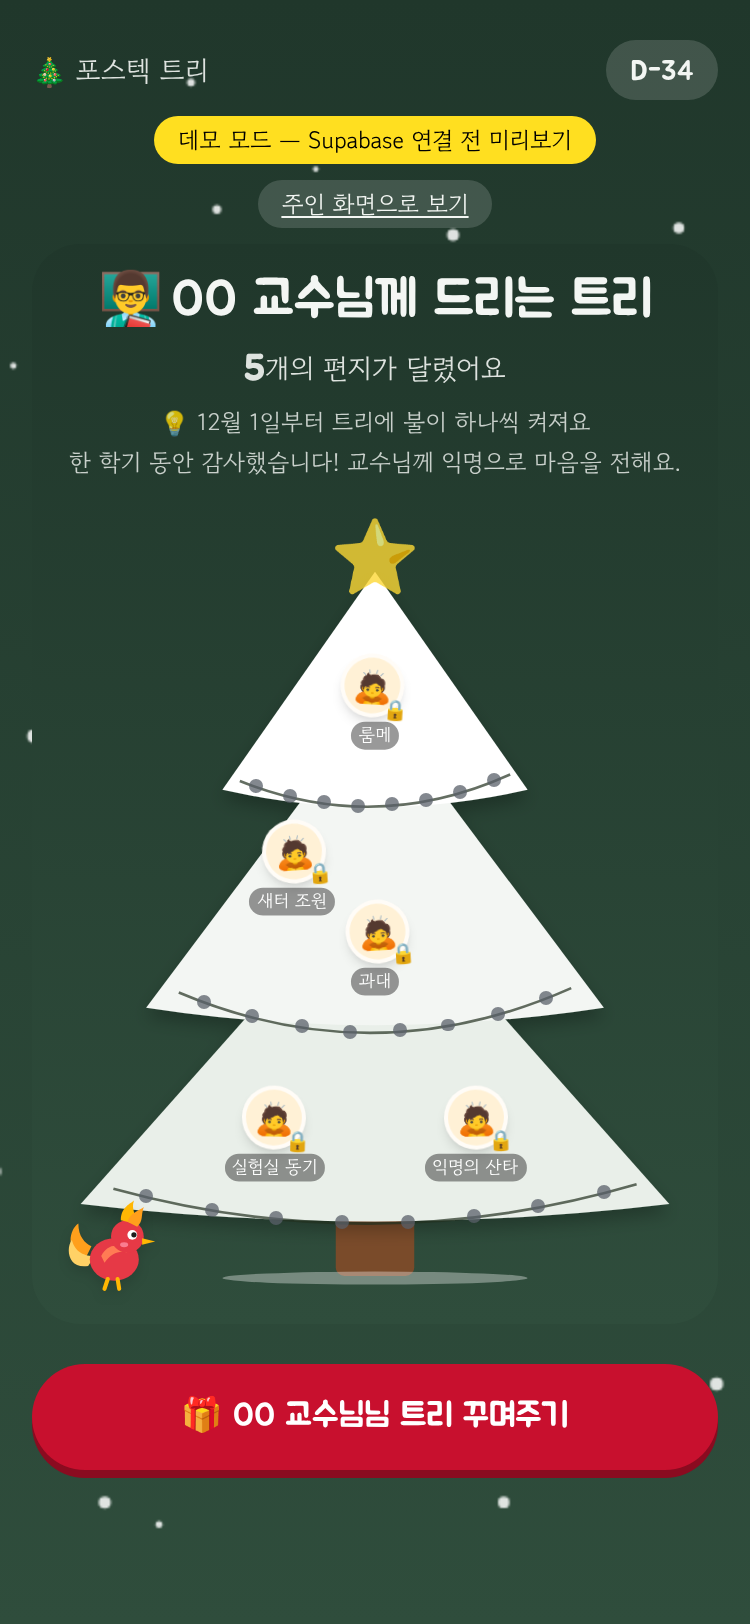 🎄 포스텍 트리
D-34
데모 모드 — Supabase 연결 전 미리보기
주인 화면으로 보기
👨‍🏫 OO 교수님께 드리는 트리
5개의 편지가 달렸어요
💡 12월 1일부터 트리에 불이 하나씩 켜져요
한 학기 동안 감사했습니다! 교수님께 익명으로 마음을 전해요.
룸메
새터 조원
과대
실험실 동기
익명의 산타
🎁 OO 교수님님 트리 꾸며주기